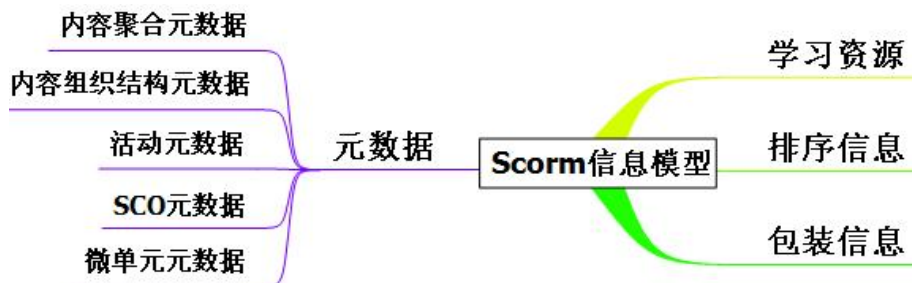 Scorm信息模型
元数据
内容聚合元数据
内容组织结构元数据
活动元数据
SCO元数据
微单元元数据
学习资源
排序信息
包装信息